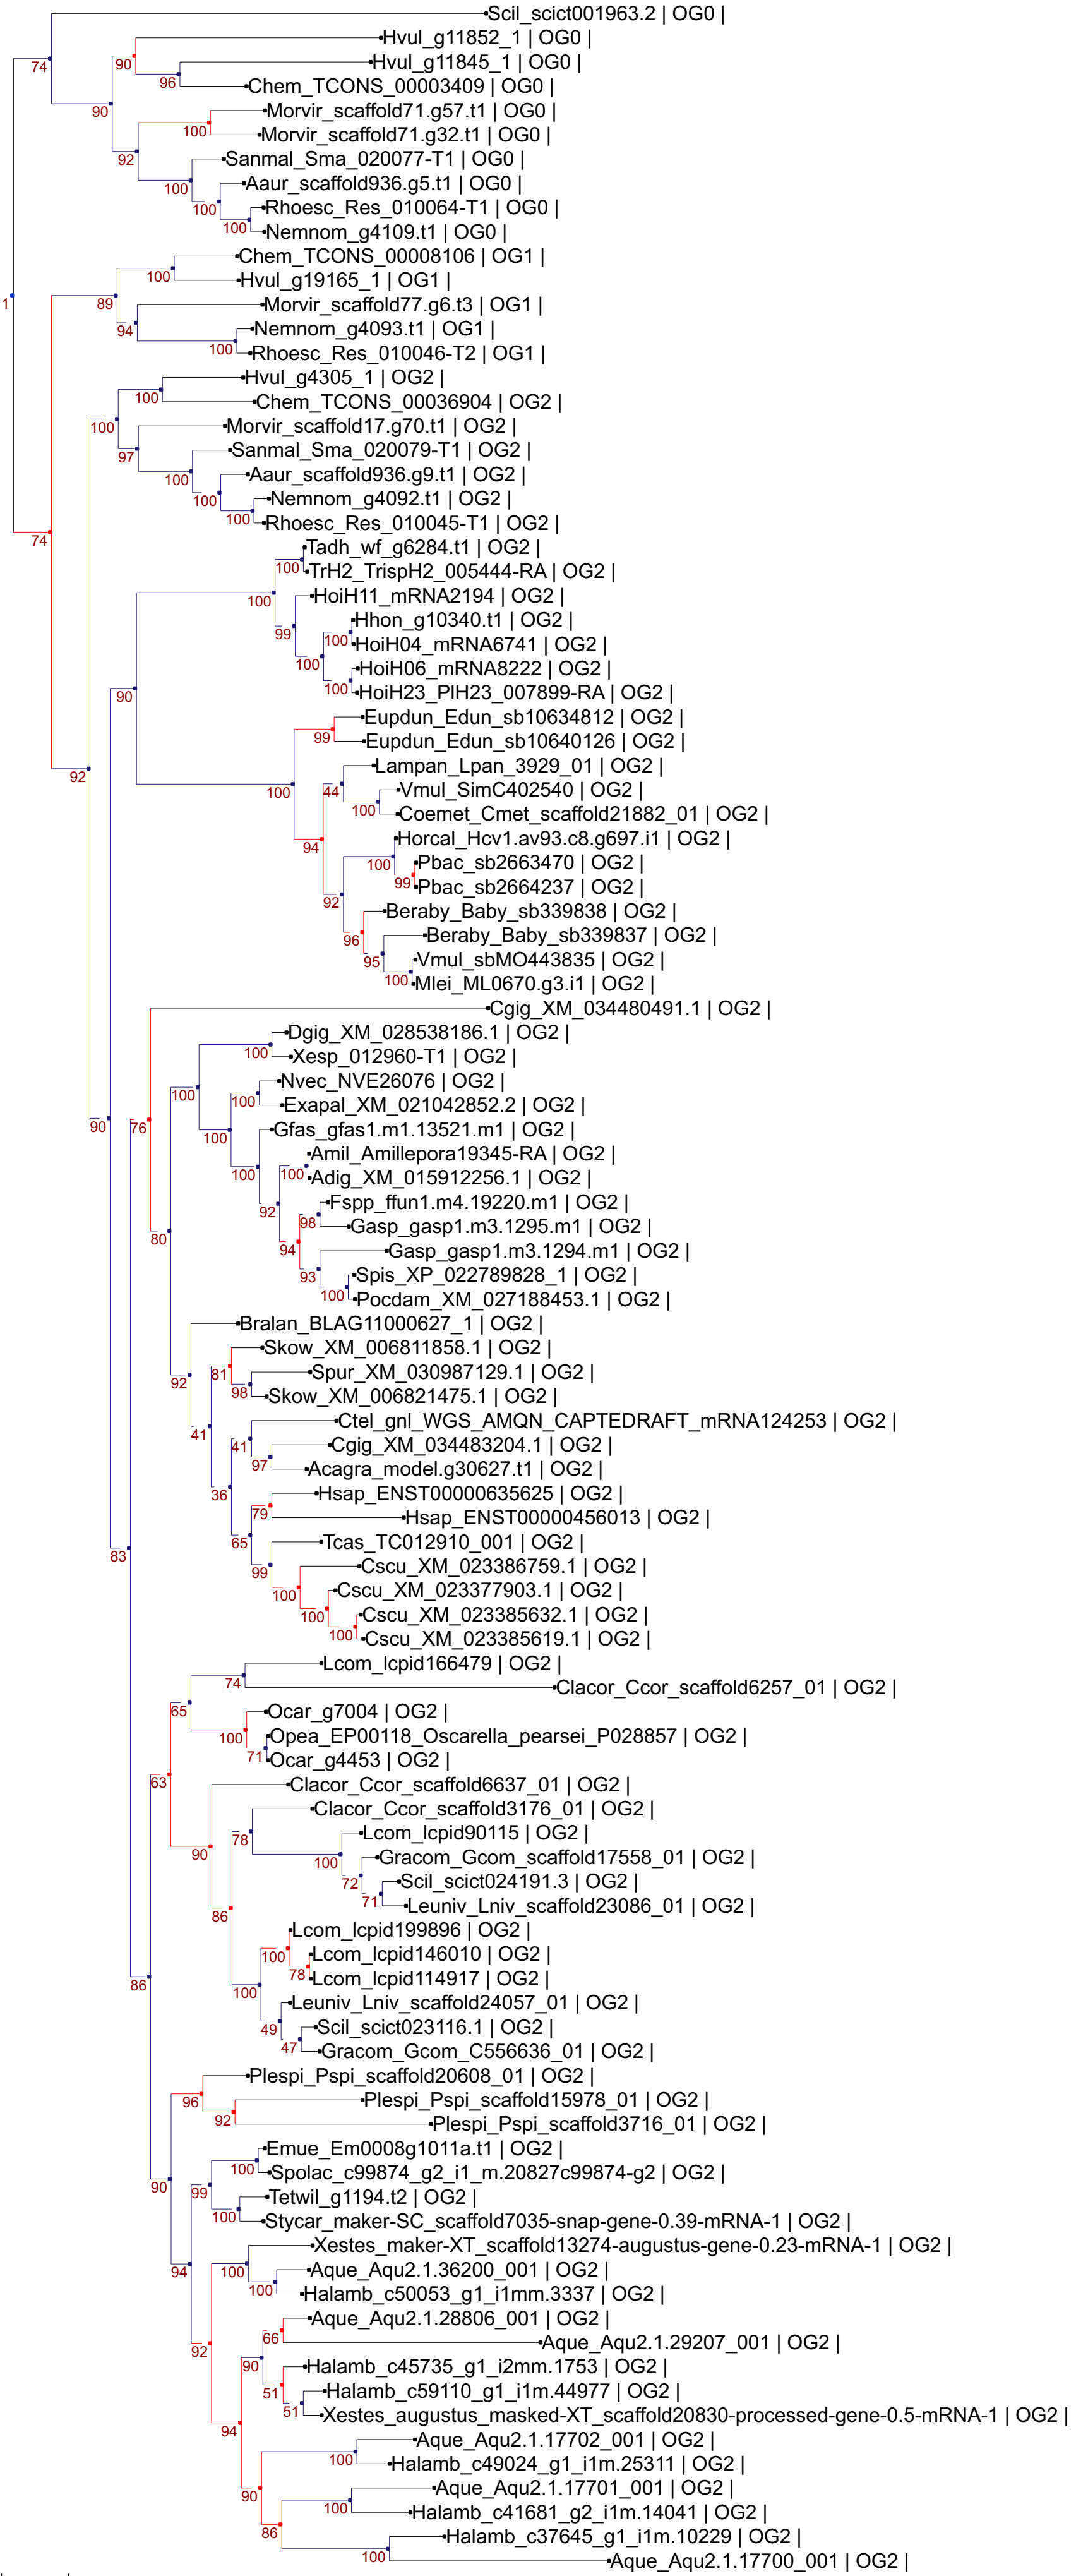 Scil_scict001963.2 | OG0 |
Hvul_g11852_1 | OG0 |
90
Hvul_g11845_1 | OG0 |
74
96
Chem_TCONS_00003409 | OG0 |
90
Morvir_scaffold71.g57.t1 | OG0 |
100
Morvir_scaffold71.g32.t1 | OG0 |
92
Sanmal_Sma_020077-T1 | OG0 |
100
Aaur_scaffold936.g5.t1 | OG0 |
100
Rhoesc_Res_010064-T1 | OG0 |
100
Nemnom_g4109.t1 | OG0 |
Chem_TCONS_00008106 | OG1 |
100
Hvul_g19165_1 | OG1 |
1
89
Morvir_scaffold77.g6.t3 | OG1 |
94
Nemnom_g4093.t1 | OG1 |
100
Rhoesc_Res_010046-T2 | OG1 |
Hvul_g4305_1 | OG2 |
100
Chem_TCONS_00036904 | OG2 |
100
Morvir_scaffold17.g70.t1 | OG2 |
97
Sanmal_Sma_020079-T1 | OG2 |
100
Aaur_scaffold936.g9.t1 | OG2 |
100
Nemnom_g4092.t1 | OG2 |
100
Rhoesc_Res_010045-T1 | OG2 |
74
Tadh_wf_g6284.t1 | OG2 |
100
TrH2_TrispH2_005444-RA | OG2 |
100
HoiH11_mRNA2194 | OG2 |
99
Hhon_g10340.t1 | OG2 |
100
HoiH04_mRNA6741 | OG2 |
100
HoiH06_mRNA8222 | OG2 |
100
HoiH23_PlH23_007899-RA | OG2 |
90
Eupdun_Edun_sb10634812 | OG2 |
99
Eupdun_Edun_sb10640126 | OG2 |
92
Lampan_Lpan_3929_01 | OG2 |
100
44
Vmul_SimC402540 | OG2 |
100
Coemet_Cmet_scaffold21882_01 | OG2 |
94
Horcal_Hcv1.av93.c8.g697.i1 | OG2 |
100
Pbac_sb2663470 | OG2 |
99
Pbac_sb2664237 | OG2 |
92
Beraby_Baby_sb339838 | OG2 |
96
Beraby_Baby_sb339837 | OG2 |
95
Vmul_sbMO443835 | OG2 |
100
Mlei_ML0670.g3.i1 | OG2 |
Cgig_XM_034480491.1 | OG2 |
Dgig_XM_028538186.1 | OG2 |
100
Xesp_012960-T1 | OG2 |
100
Nvec_NVE26076 | OG2 |
100
Exapal_XM_021042852.2 | OG2 |
90
76
100
Gfas_gfas1.m1.13521.m1 | OG2 |
100
Amil_Amillepora19345-RA | OG2 |
100
Adig_XM_015912256.1 | OG2 |
92
Fspp_ffun1.m4.19220.m1 | OG2 |
98
Gasp_gasp1.m3.1295.m1 | OG2 |
80
94
Gasp_gasp1.m3.1294.m1 | OG2 |
93
Spis_XP_022789828_1 | OG2 |
100
Pocdam_XM_027188453.1 | OG2 |
Bralan_BLAG11000627_1 | OG2 |
Skow_XM_006811858.1 | OG2 |
92
81
Spur_XM_030987129.1 | OG2 |
98
Skow_XM_006821475.1 | OG2 |
41
Ctel_gnl_WGS_AMQN_CAPTEDRAFT_mRNA124253 | OG2 |
41
Cgig_XM_034483204.1 | OG2 |
97
Acagra_model.g30627.t1 | OG2 |
36
Hsap_ENST00000635625 | OG2 |
79
Hsap_ENST00000456013 | OG2 |
65
Tcas_TC012910_001 | OG2 |
83
99
Cscu_XM_023386759.1 | OG2 |
100
Cscu_XM_023377903.1 | OG2 |
100
Cscu_XM_023385632.1 | OG2 |
100
Cscu_XM_023385619.1 | OG2 |
Lcom_lcpid166479 | OG2 |
74
Clacor_Ccor_scaffold6257_01 | OG2 |
65
Ocar_g7004 | OG2 |
100
Opea_EP00118_Oscarella_pearsei_P028857 | OG2 |
71
Ocar_g4453 | OG2 |
63
Clacor_Ccor_scaffold6637_01 | OG2 |
Clacor_Ccor_scaffold3176_01 | OG2 |
78
Lcom_lcpid90115 | OG2 |
90
100
Gracom_Gcom_scaffold17558_01 | OG2 |
72
Scil_scict024191.3 | OG2 |
71
Leuniv_Lniv_scaffold23086_01 | OG2 |
86
Lcom_lcpid199896 | OG2 |
100
Lcom_lcpid146010 | OG2 |
78
Lcom_lcpid114917 | OG2 |
86
100
Leuniv_Lniv_scaffold24057_01 | OG2 |
49
Scil_scict023116.1 | OG2 |
47
Gracom_Gcom_C556636_01 | OG2 |
Plespi_Pspi_scaffold20608_01 | OG2 |
96
Plespi_Pspi_scaffold15978_01 | OG2 |
92
Plespi_Pspi_scaffold3716_01 | OG2 |
Emue_Em0008g1011a.t1 | OG2 |
100
Spolac_c99874_g2_i1_m.20827c99874-g2 | OG2 |
90
99
Tetwil_g1194.t2 | OG2 |
100
Stycar_maker-SC_scaffold7035-snap-gene-0.39-mRNA-1 | OG2 |
Xestes_maker-XT_scaffold13274-augustus-gene-0.23-mRNA-1 | OG2 |
94
100
Aque_Aqu2.1.36200_001 | OG2 |
100
Halamb_c50053_g1_i1mm.3337 | OG2 |
Aque_Aqu2.1.28806_001 | OG2 |
92
66
Aque_Aqu2.1.29207_001 | OG2 |
90
Halamb_c45735_g1_i2mm.1753 | OG2 |
51
Halamb_c59110_g1_i1m.44977 | OG2 |
51
Xestes_augustus_masked-XT_scaffold20830-processed-gene-0.5-mRNA-1 | OG2 |
94
Aque_Aqu2.1.17702_001 | OG2 |
100
Halamb_c49024_g1_i1m.25311 | OG2 |
90
Aque_Aqu2.1.17701_001 | OG2 |
100
Halamb_c41681_g2_i1m.14041 | OG2 |
86
Halamb_c37645_g1_i1m.10229 | OG2 |
100
Aque_Aqu2.1.17700_001 | OG2 |